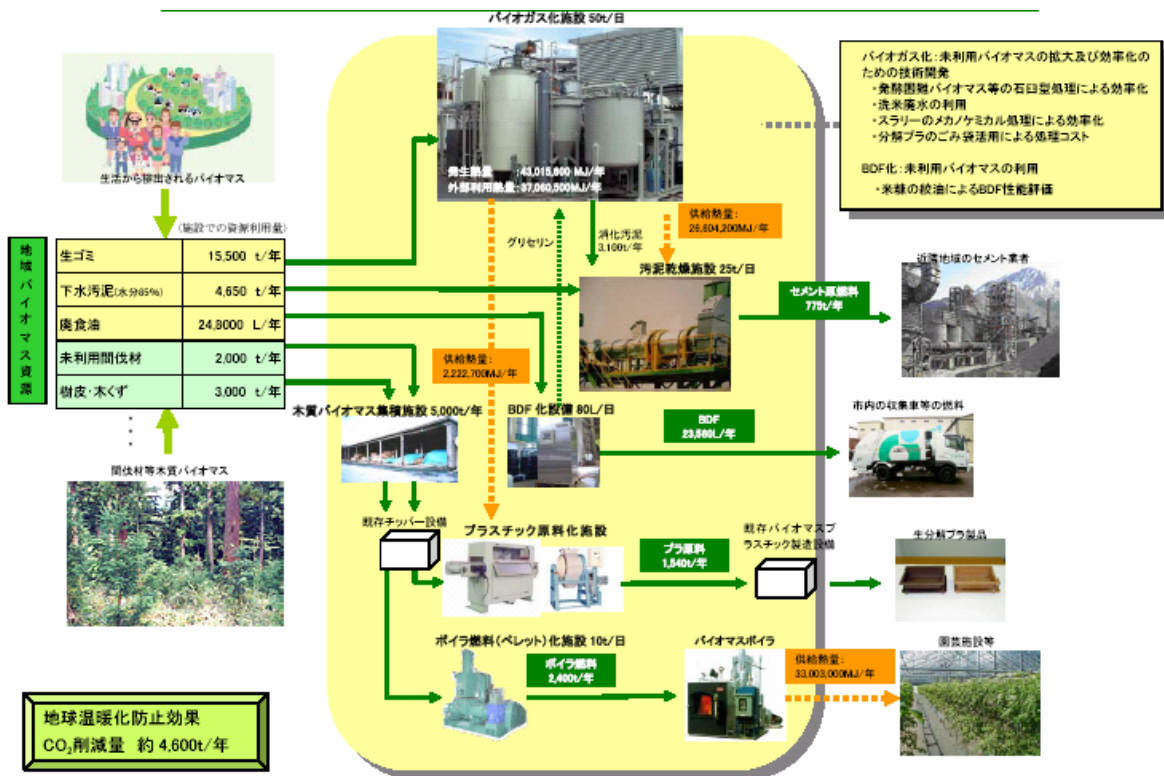 バイオガス化施設 50t/日
バイオガス化:未利用バイオマスの拡大及び効率化の
ための技術開発
・発酵困難バイオマス等の石臼型処理による効率化
・洗米廃水の利用
・スラリーのメカノケミカル処理による効率化
・分解プラのごみ袋活用による処理コスト
BDF化:未利用バイオマスの利用
・米糠の絞油によるBDF性能評価
生活から排出されるバイオマス
発生熱量 :43,015,600 MJ/年
外部利用熱量:37,060,500MJ/年
(施設での資源利用量)
地域バイオマス資源
生ゴミ 15,500 t/年
下水汚泥(水分85%) 4,650 t/年
廃食油 24,8000 L/年
未利用間伐材 2,000 t/年
樹皮・木くず 3,000 t/年
グリセリン
消化汚泥
3,100t/年
供給熱量:
26,604,200MJ/年
汚泥乾燥施設 25t/日
セメント原燃料
775t/年
近隣地域のセメント業者
供給熱量:
2,222,700MJ/年
木質バイオマス集積施設 5,000t/年
BDF 化設備 80L/日
BDF
23,560L/年
市内の収集車等の燃料
間伐材等木質バイオマス
既存チッパー設備
プラスチック原料化施設
プラ原料
1,540t/年
既存バイオマスプ
ラスチック製造設備
生分解プラ製品
ボイラ燃料(ペレット)化施設 10t/日
ボイラ燃料
2,400t/年
バイオマスボイラ
供給熱量:
33,003,000MJ/年
園芸施設等
地球温暖化防止効果
CO₂削減量 約 4,600t/年